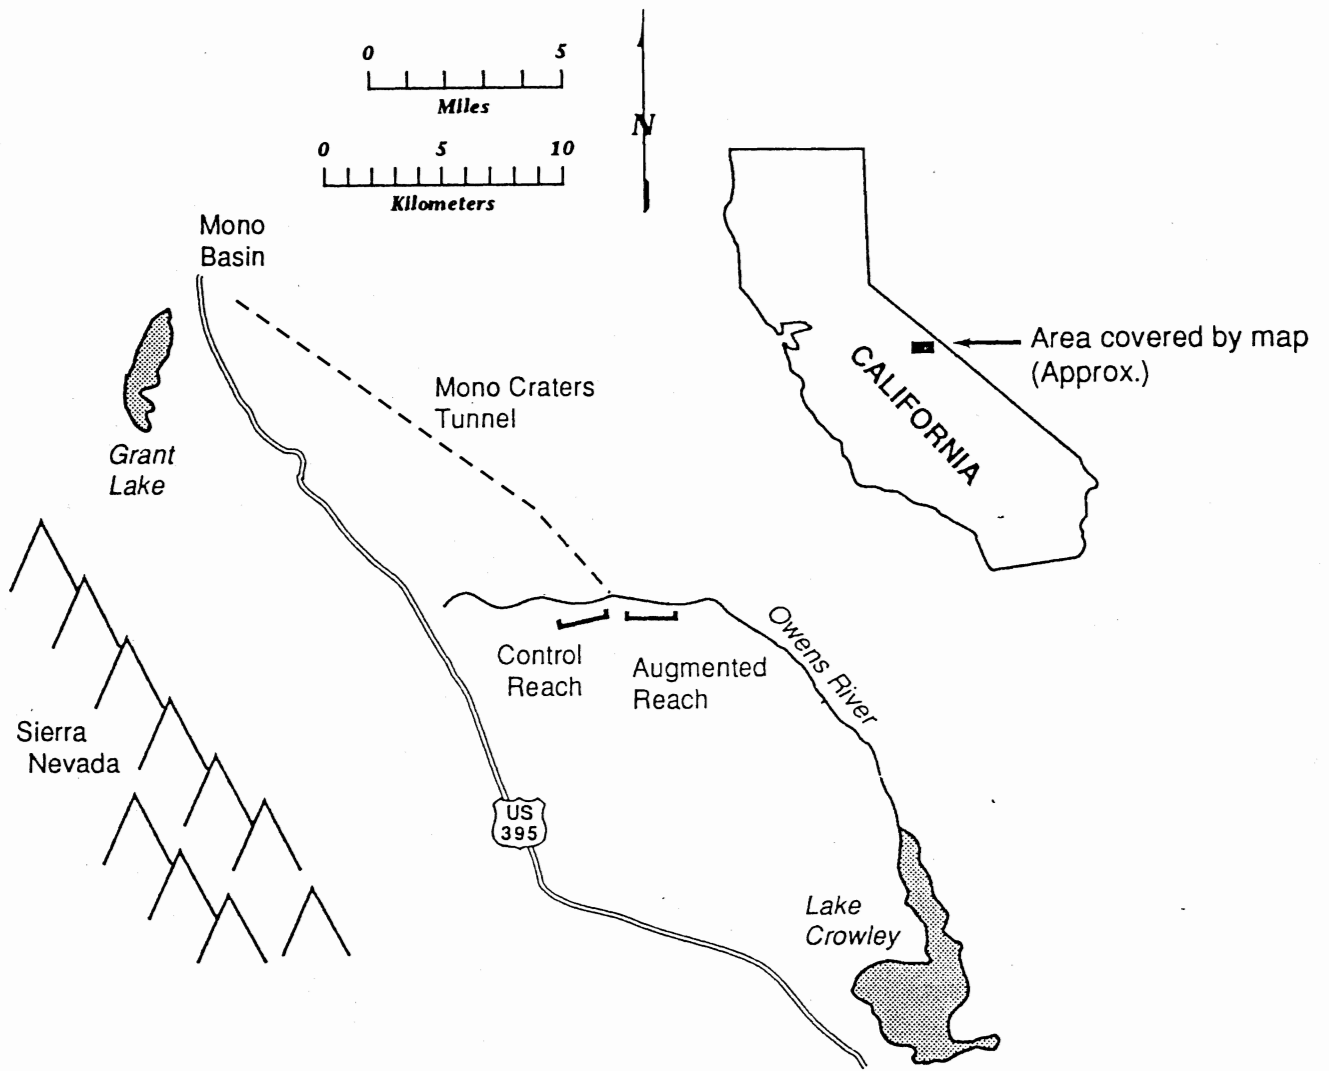 0 5
Miles
0 5 10
Kilometers
N
Mono
Basin
Area covered by map
(Approx.)
CALIFORNIA
Mono Craters
Tunnel
Grant
Lake
Owens River
Control
Reach
Augmented
Reach
Sierra
Nevada
US
395
Lake
Crowley